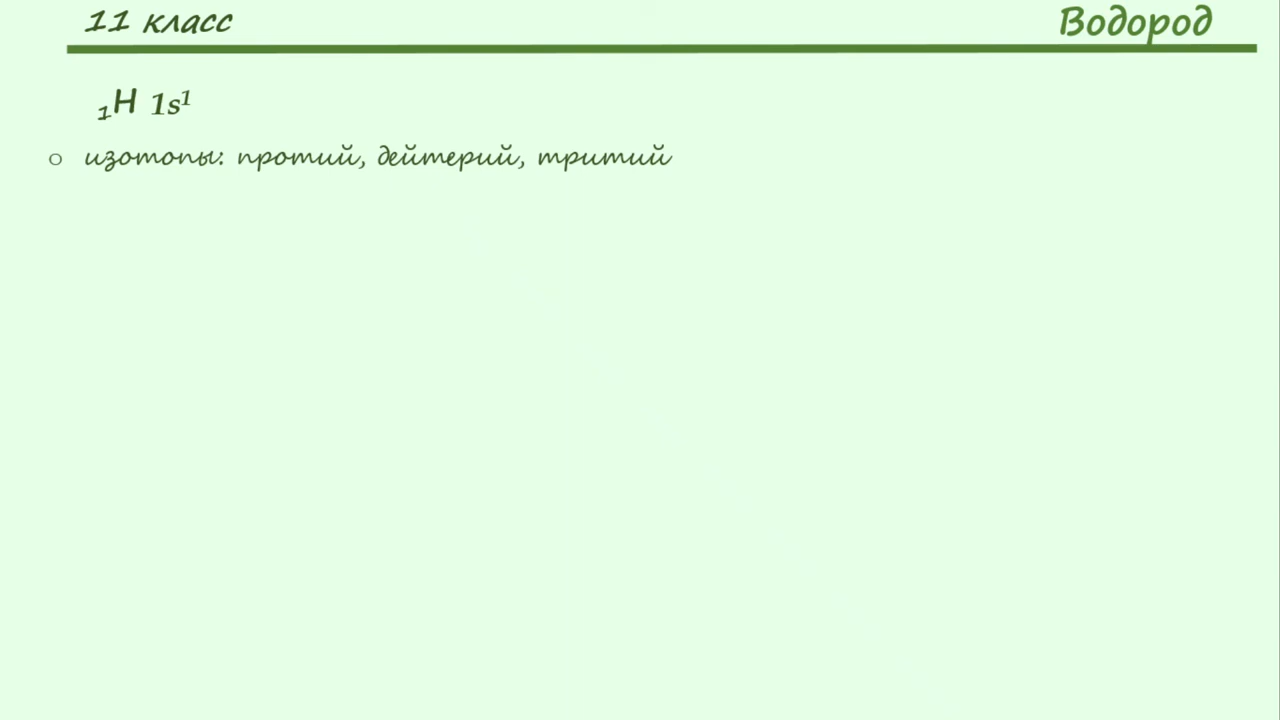 11 класс Водород
₁H 1s¹
o изотопы: протий, дейтерий, тритий